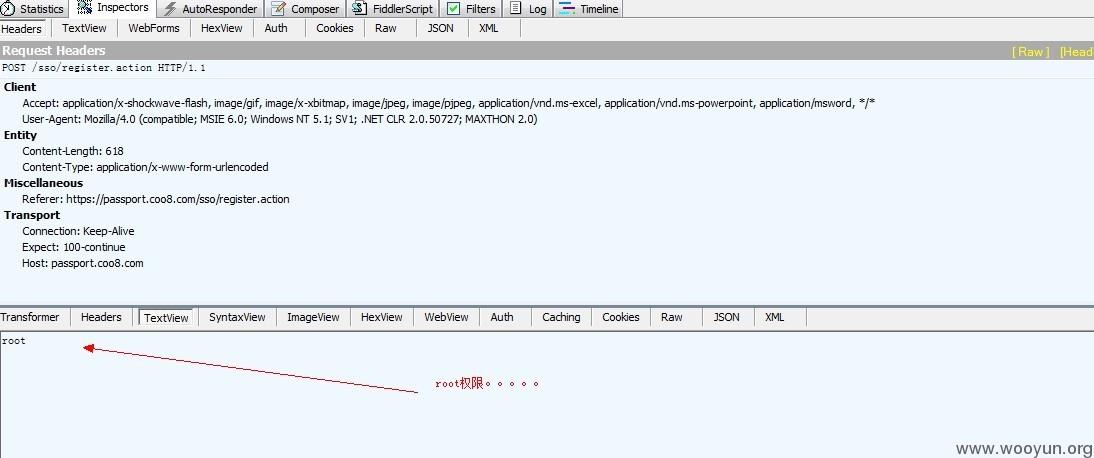 Statistics Inspectors AutoResponder Composer FiddlerScript Filters Log Timeline
Headers TextView WebForms HexView Auth Cookies Raw JSON XML
Request Headers [Raw] [Head
POST /sso/register.action HTTP/1.1
Client
Accept: application/x-shockwave-flash, image/gif, image/x-xbitmap, image/jpeg, image/pjpeg, application/vnd.ms-excel, application/vnd.ms-powerpoint, application/msword, */*
User-Agent: Mozilla/4.0 (compatible; MSIE 6.0; Windows NT 5.1; SV1; .NET CLR 2.0.50727; MAXTHON 2.0)
Entity
Content-Length: 618
Content-Type: application/x-www-form-urlencoded
Miscellaneous
Referer: https://passport.coo8.com/sso/register.action
Transport
Connection: Keep-Alive
Expect: 100-continue
Host: passport.coo8.com
Transformer Headers TextView SyntaxView ImageView HexView WebView Auth Caching Cookies Raw JSON XML
root
root权限。。。。。
www.wooyun.org